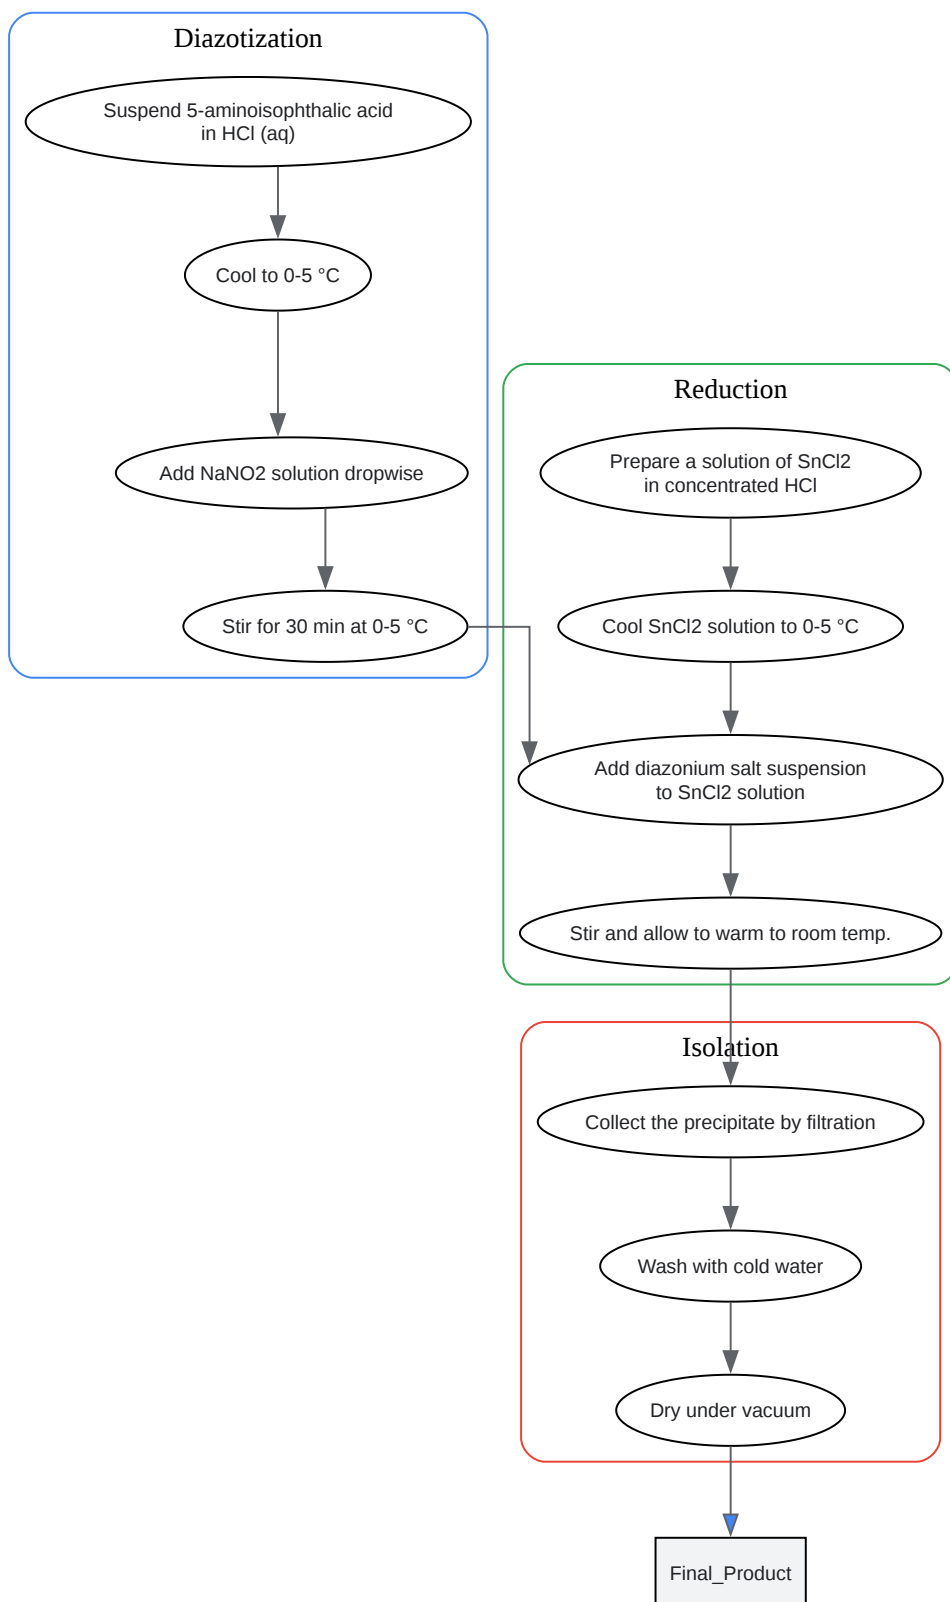 Diazotization
Suspend 5-aminoisophthalic acid
in HCl (aq)
Cool to 0-5 °C
Add NaNO2 solution dropwise
Stir for 30 min at 0-5 °C
Reduction
Prepare a solution of SnCl2
in concentrated HCl
Cool SnCl2 solution to 0-5 °C
Add diazonium salt suspension
to SnCl2 solution
Stir and allow to warm to room temp.
Isolation
Collect the precipitate by filtration
Wash with cold water
Dry under vacuum
Final_Product